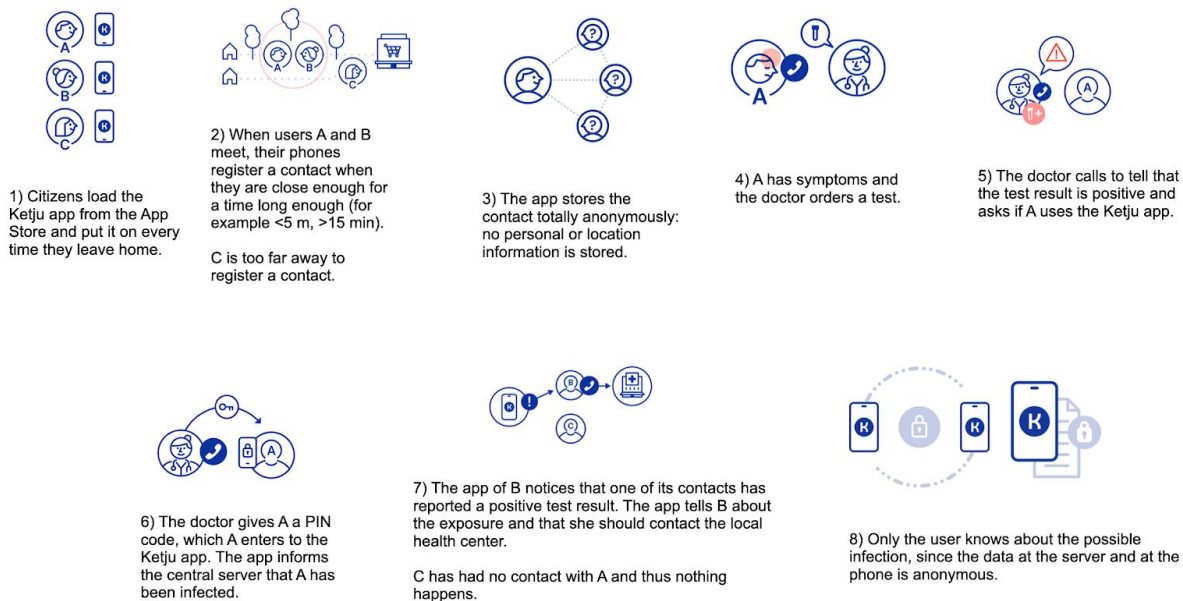 A
K
B
K
C
K
1) Citizens load the
Ketju app from the App
Store and put it on every
time they leave home.
A
B
C
2) When users A and B
meet, their phones
register a contact when
they are close enough for
a time long enough (for
example <5 m, >15 min).
C is too far away to
register a contact.
?
?
?
3) The app stores the
contact totally anonymously:
no personal or location
information is stored.
A
4) A has symptoms and
the doctor orders a test.
A
5) The doctor calls to tell that
the test result is positive and
asks if A uses the Ketju app.
A
6) The doctor gives A a PIN
code, which A enters to the
Ketju app. The app informs
the central server that A has
been infected.
K
B
C
7) The app of B notices that one of its contacts has
reported a positive test result. The app tells B about
the exposure and that she should contact the local
health center.
C has had no contact with A and thus nothing
happens.
K
K
K
8) Only the user knows about the possible
infection, since the data at the server and at the
phone is anonymous.